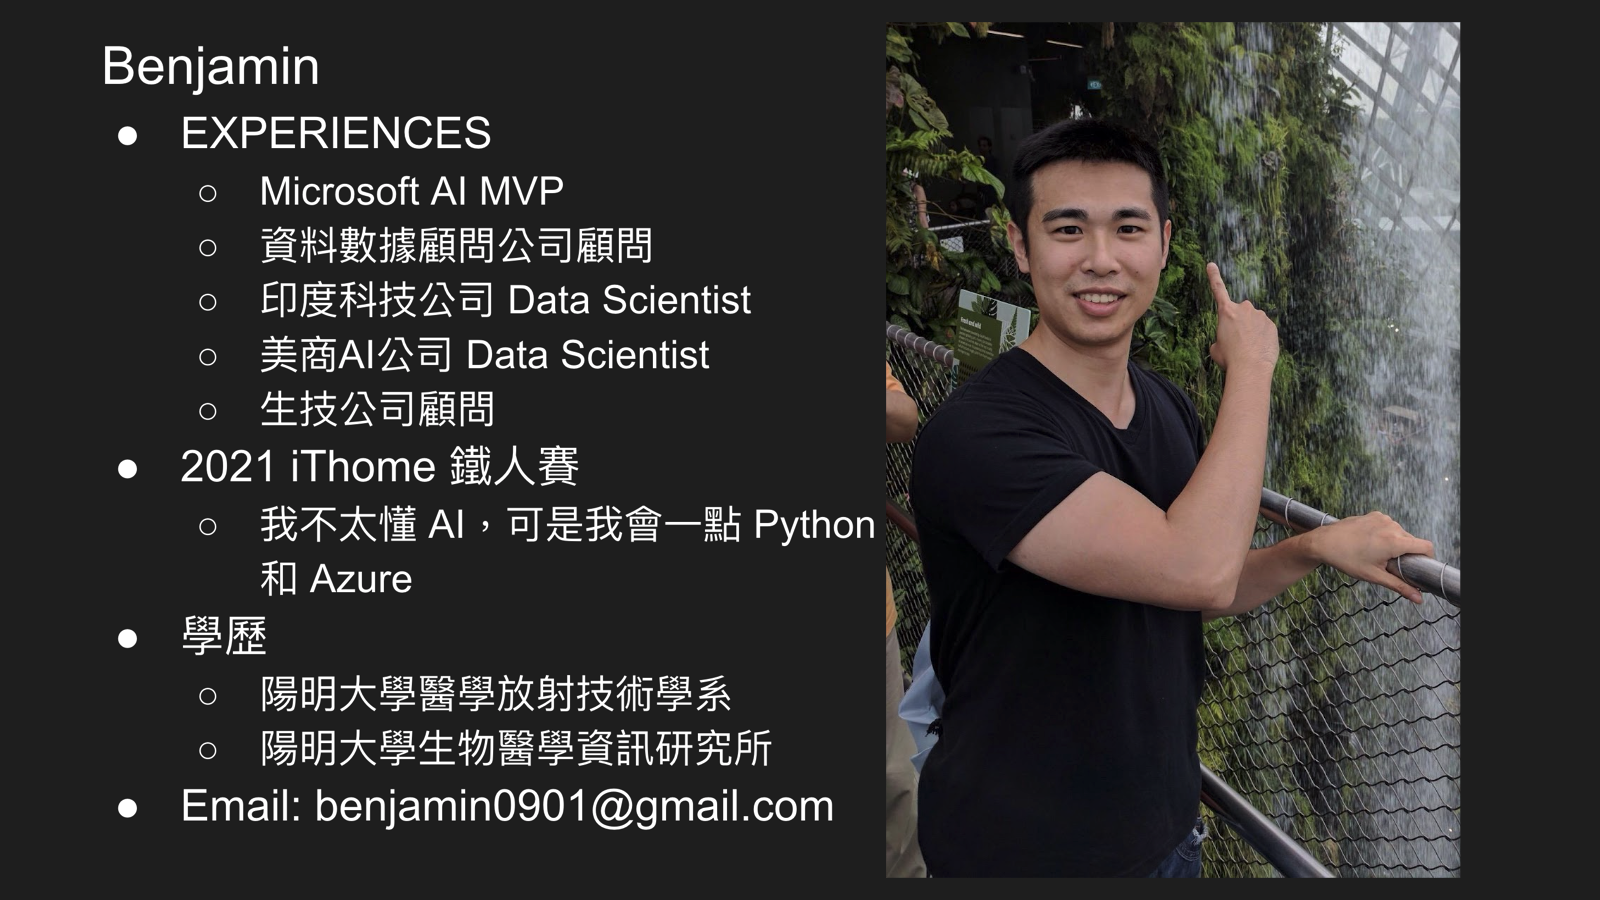 Benjamin
● EXPERIENCES
○ Microsoft AI MVP
○ 資料數據顧問公司顧問
○ 印度科技公司 Data Scientist
○ 美商AI公司 Data Scientist
○ 生技公司顧問
● 2021 iThome 鐵人賽
○ 我不太懂 AI，可是我會一點 Python
和 Azure
● 學歷
○ 陽明大學醫學放射技術學系
○ 陽明大學生物醫學資訊研究所
● Email: benjamin0901@gmail.com